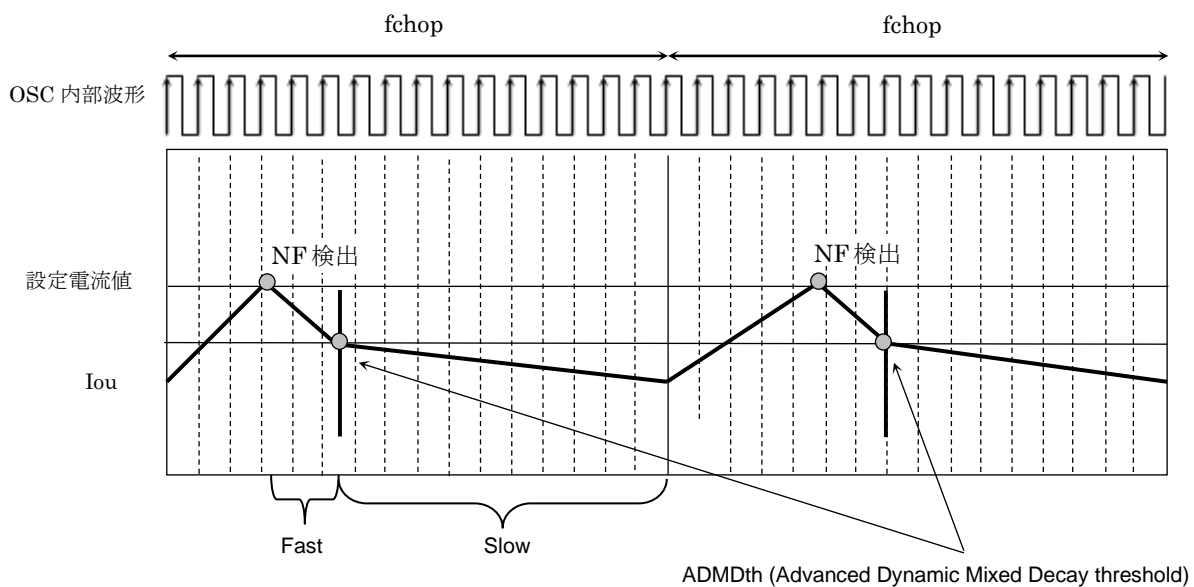 fchop
fchop
OSC 内部波形
NF 検出
NF 検出
設定電流値
Iou
Fast
Slow
ADMDth (Advanced Dynamic Mixed Decay threshold)